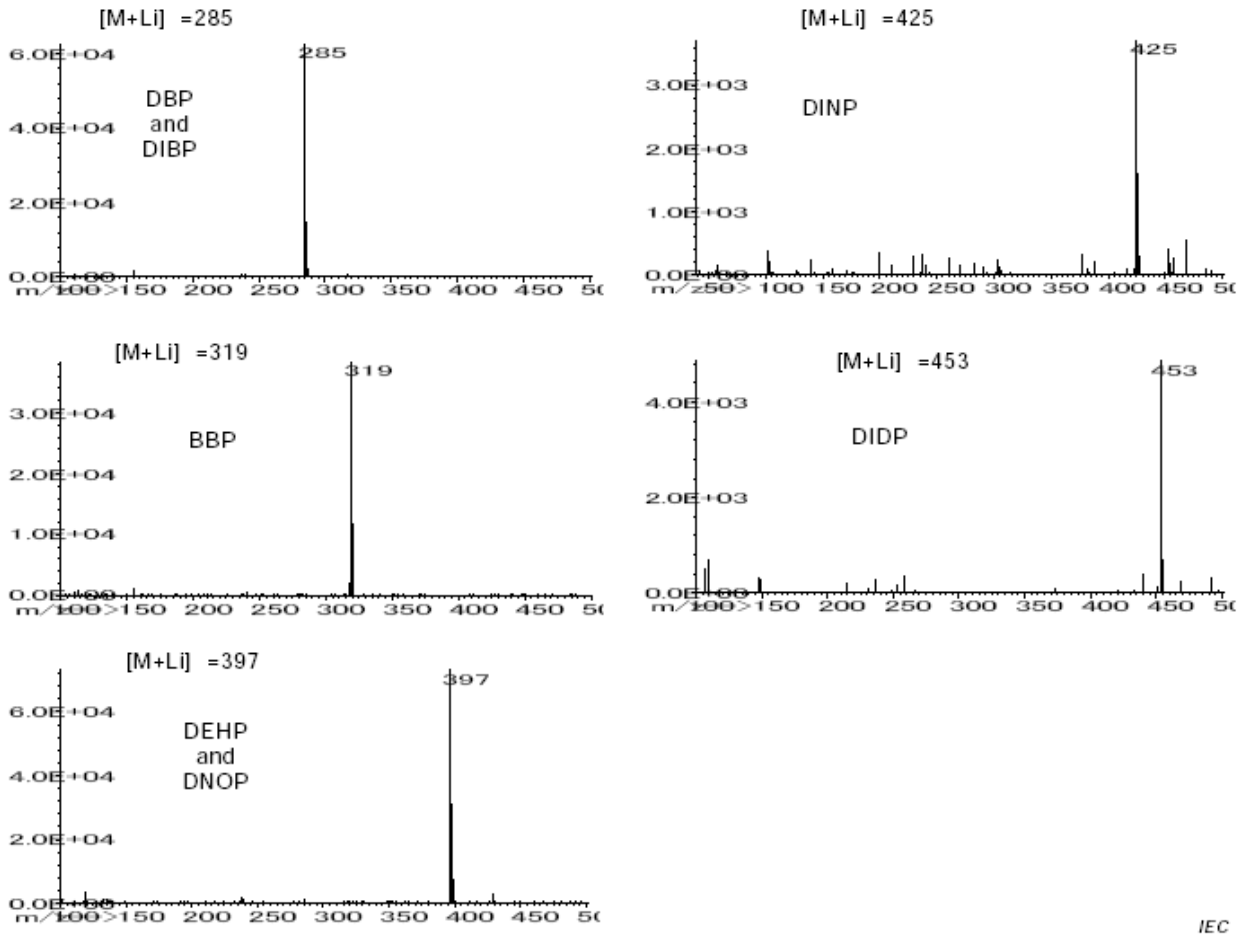 [M+Li] =285
6.0E+04
285
DBP
and
DIBP
4.0E+04
2.0E+04
0.0E+00
m/z-->100 150 200 250 300 350 400 450 50
[M+Li] =425
425
3.0E+03
DINP
2.0E+03
1.0E+03
0.0E+00
m/z-->50 100 150 200 250 300 350 400 450 50
[M+Li] =319
319
3.0E+04
BBP
2.0E+04
1.0E+04
0.0E+00
m/z-->100 150 200 250 300 350 400 450 50
[M+Li] =453
453
4.0E+03
DIDP
2.0E+03
0.0E+00
m/z-->100 150 200 250 300 350 400 450 50
[M+Li] =397
397
6.0E+04
DEHP
and
DNOP
4.0E+04
2.0E+04
0.0E+00
m/z-->100 150 200 250 300 350 400 450 50
IEC